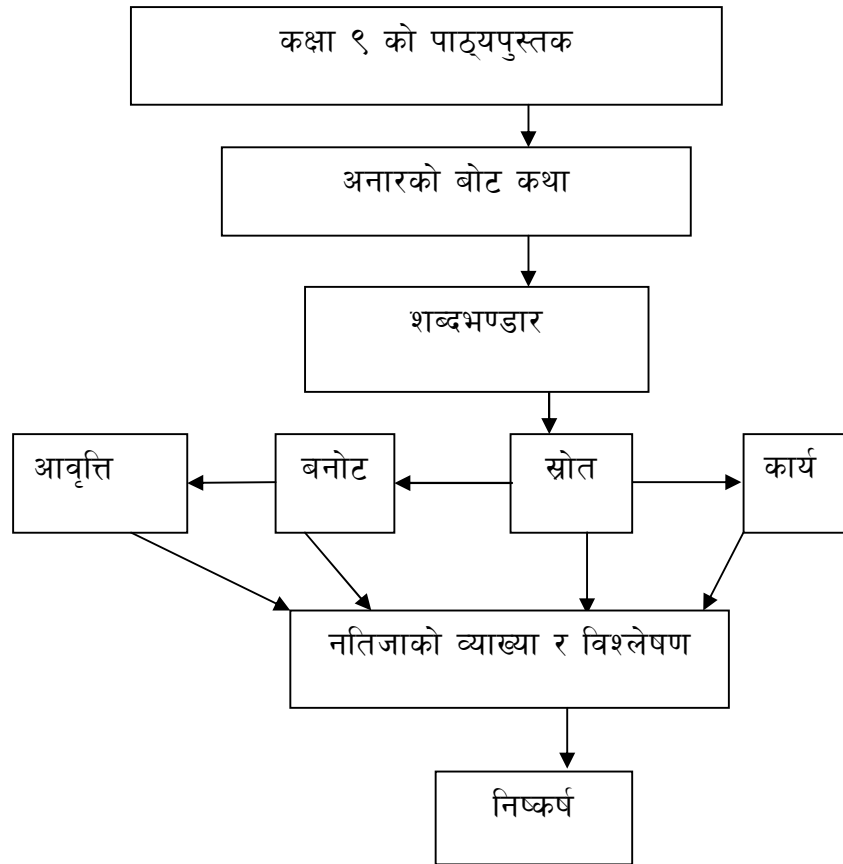 कक्षा ९ को पाठ्यपुस्तक
अनारको बोट कथा
शब्दभण्डार
आवृत्ति
बनोट
स्रोत
कार्य
नतिजाको व्याख्या र विश्लेषण
निष्कर्ष